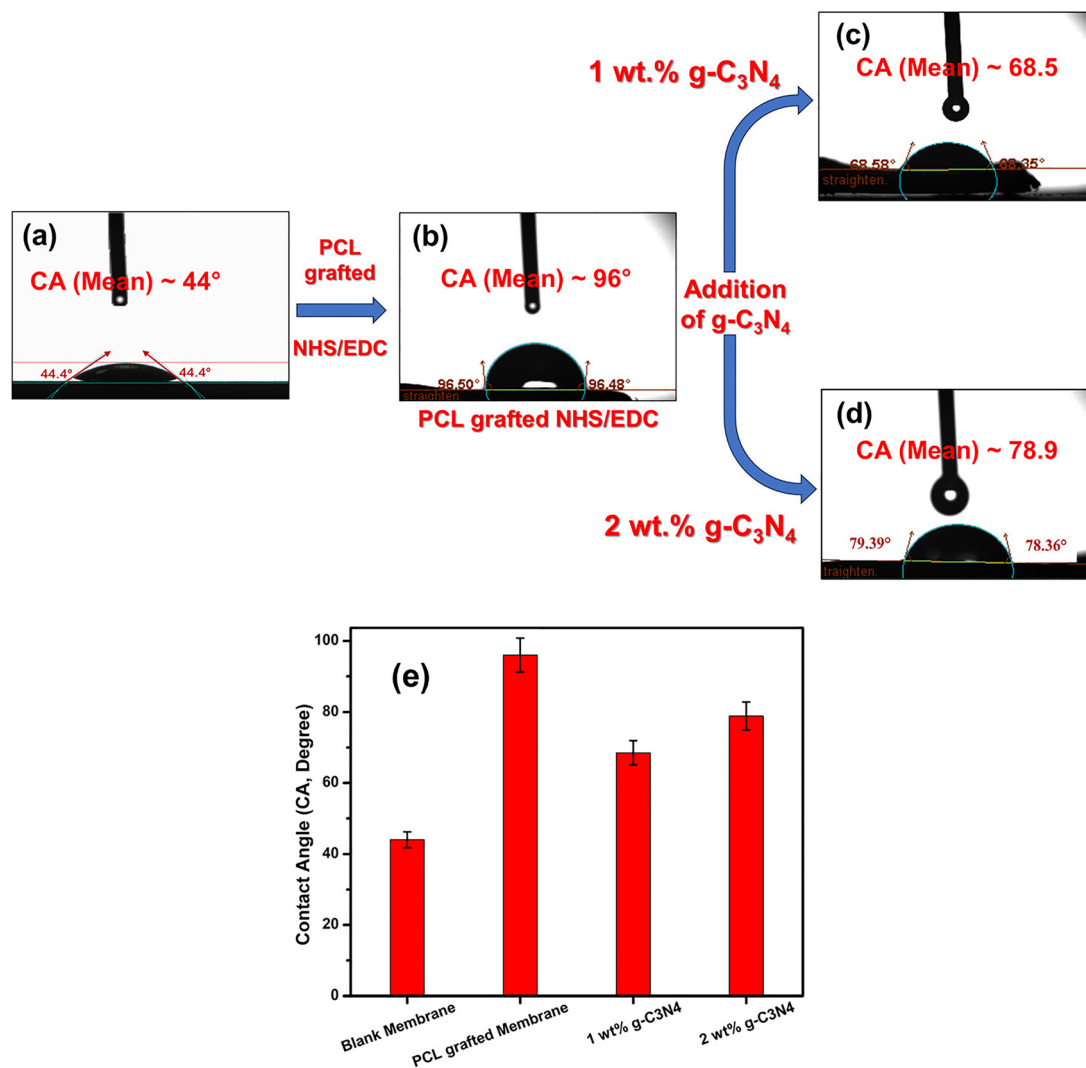 (a)
CA (Mean) ~ 44°
44.4°
44.4°
PCL
grafted
NHS/EDC
(b)
CA (Mean) ~ 96°
96.50°
96.48°
straighten.
PCL grafted NHS/EDC
Addition
of g-C₃N₄
1 wt.% g-C₃N₄
(c)
CA (Mean) ~ 68.5
68.58°
68.35°
straighten.
2 wt.% g-C₃N₄
(d)
CA (Mean) ~ 78.9
79.39°
78.36°
traighten.
(e)
Contact Angle (CA, Degree)
100
80
60
40
20
0
Blank Membrane
PCL grafted Membrane
1 wt% g-C3N4
2 wt% g-C3N4